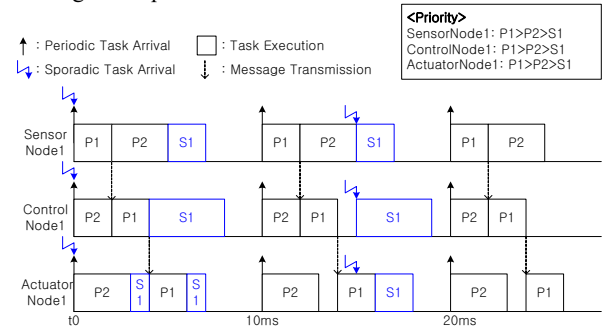 <Priority>
SensorNode1: P1>P2>S1
ControlNode1: P1>P2>S1
ActuatorNode1: P1>P2>S1
: Periodic Task Arrival : Task Execution
: Sporadic Task Arrival : Message Transmission
Sensor
Node1
P1 P2 S1 P1 P2 S1 P1 P2
Control
Node1
P2 P1 S1 P2 P1 S1 P2 P1
Actuator
Node1
P2 S1 P1 S1 P2 P1 S1 P2 P1
t0 10ms 20ms